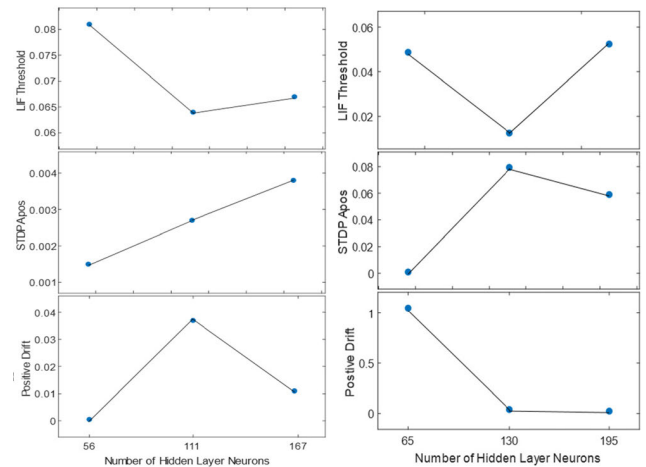 LIF Threshold
0.08
0.075
0.07
0.065
0.06
STDP Apos
0.004
0.003
0.002
0.001
Positive Drift
0.04
0.03
0.02
0.01
0
56 111 167
Number of Hidden Layer Neurons
LIF Threshold
0.06
0.04
0.02
STDP Apos
0.08
0.06
0.04
0.02
0
Postive Drift
1
0.5
0
65 130 195
Number of Hidden Layer Neurons